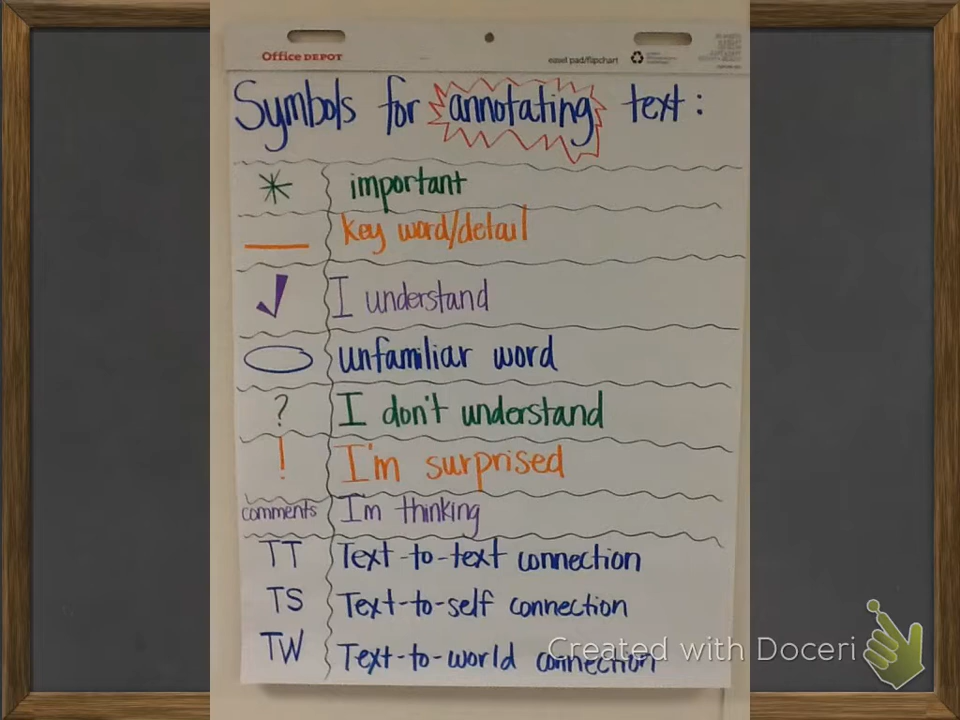 Office DEPOT
easel pad/flipchart
Symbols for annotating text:
* important
key word/detail
I understand
unfamiliar word
? I don't understand
! I'm surprised
comments Im thinking
TT Text-to-text connection
TS Text-to-self connection
TW Text-to-world connection
Created with Doceri